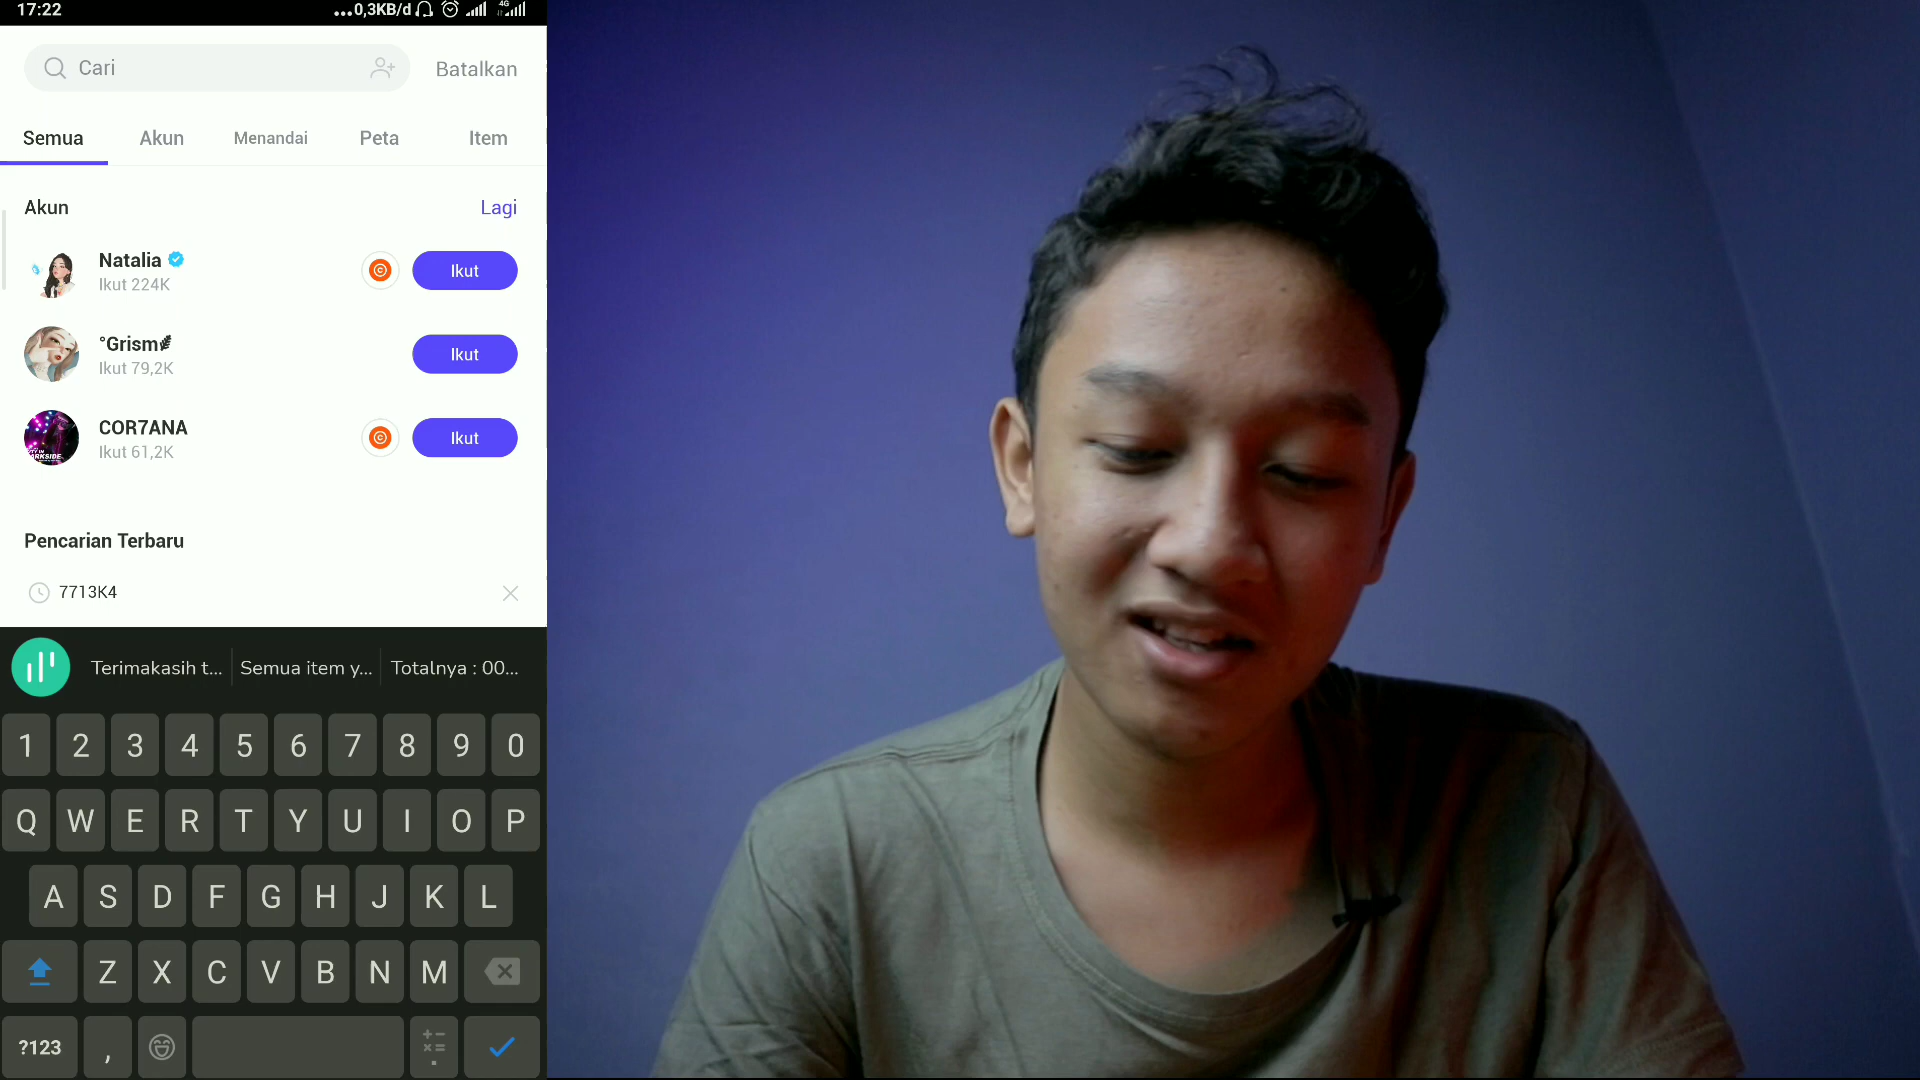 17:22
...0,3KB/d
4G
Cari
Batalkan
Semua
Akun
Menandai
Peta
Item
Akun
Lagi
Natalia
Ikut 224K
Ikut
°Grism
Ikut 79,2K
Ikut
COR7ANA
Ikut 61,2K
Ikut
Pencarian Terbaru
7713K4
Terimakasih t...
Semua item y...
Totalnya : 00...
1 2 3 4 5 6 7 8 9 0
Q W E R T Y U I O P
A S D F G H J K L
Z X C V B N M
?123 , .